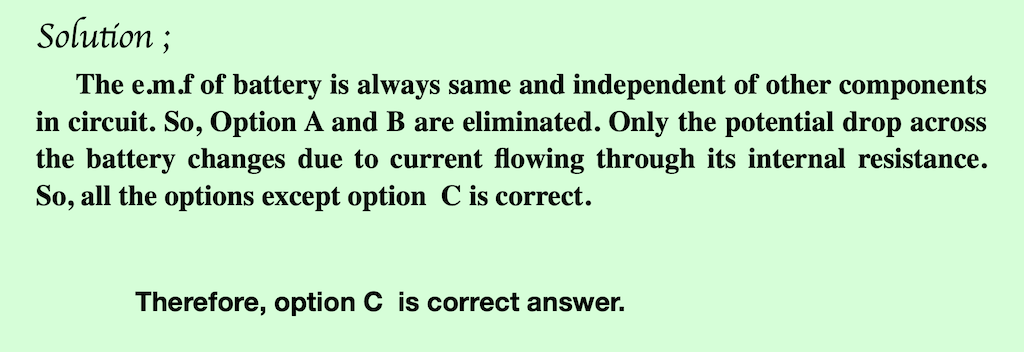 Solution ;
The e.m.f of battery is always same and independent of other components
in circuit. So, Option A and B are eliminated. Only the potential drop across
the battery changes due to current flowing through its internal resistance.
So, all the options except option C is correct.
Therefore, option C is correct answer.